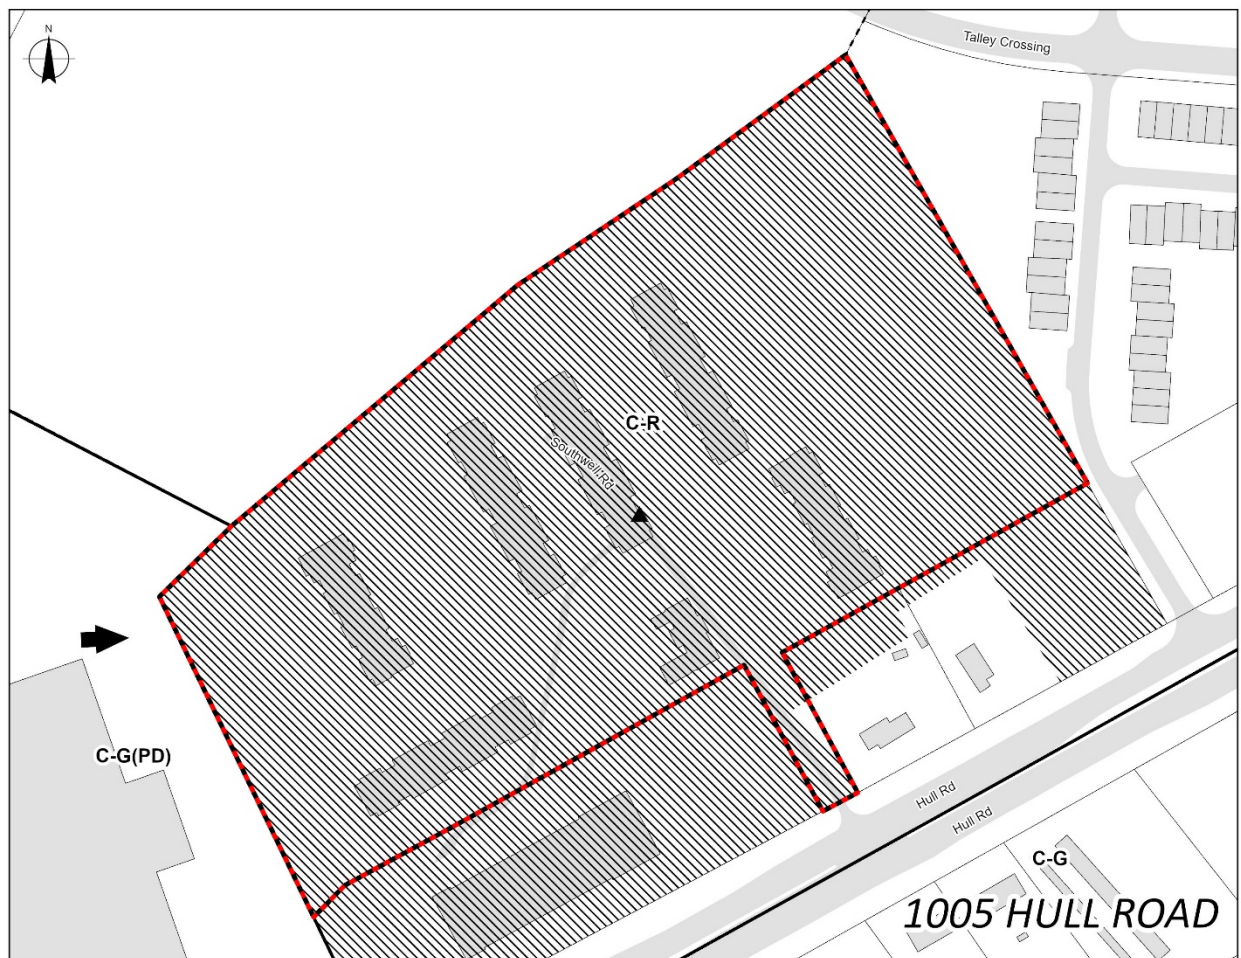 N
Talley Crossing
C-R
Southwell Rd
C-G(PD)
Hull Rd
Hull Rd
C-G
1005 HULL ROAD